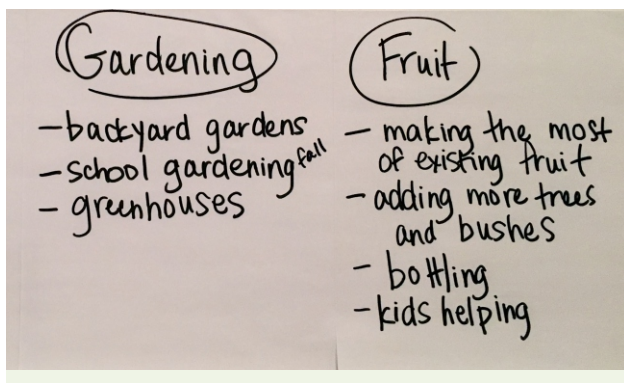 Gardening
- backyard gardens
- school gardening fall
- greenhouses
Fruit
- making the most
of existing fruit
- adding more trees
and bushes
- bottling
- kids helping